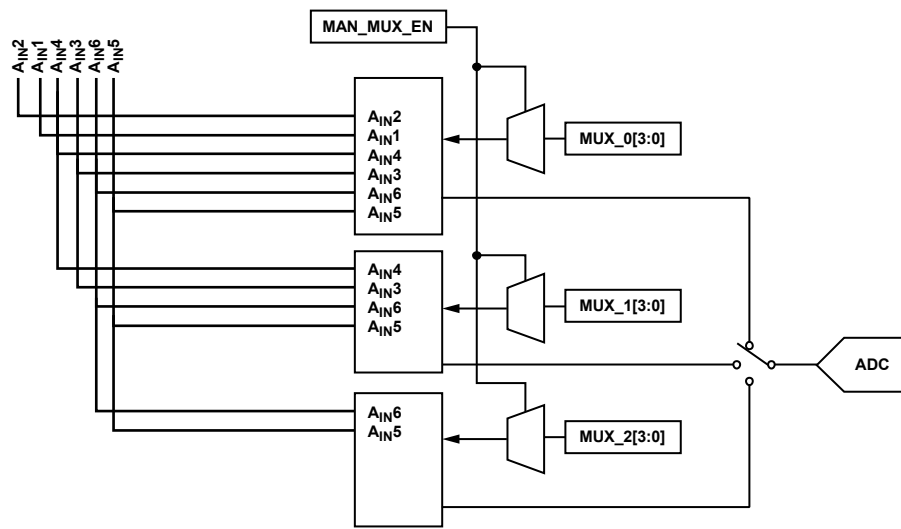 MAN_MUX_EN
AIN2
AIN1
AIN4
AIN3
AIN6
AIN5
AIN2
AIN1
AIN4
AIN3
AIN6
AIN5
MUX_0[3:0]
AIN4
AIN3
AIN6
AIN5
MUX_1[3:0]
ADC
AIN6
AIN5
MUX_2[3:0]